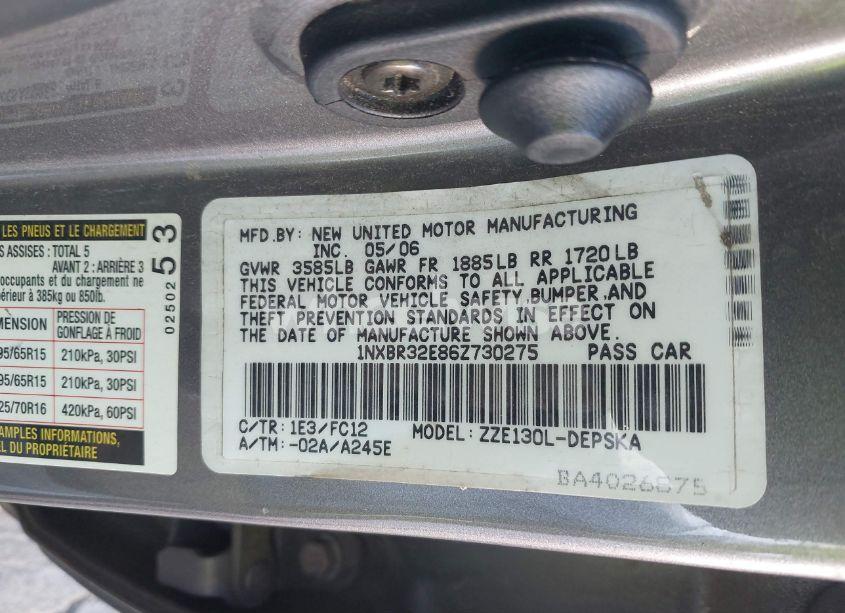 LES PNEUS ET LE CHARGEMENT
S ASSISES: TOTAL 5
AVANT 2: ARRIÈRE 3
occupants et du chargement ne
périeur à 385kg ou 850lb.
MENSION
PRESSION DE
GONFLAGE À FROID
95/65R15
210kPa, 30PSI
95/65R15
210kPa, 30PSI
25/70R16
420kPa, 60PSI
AMPLES INFORMATIONS,
EL DU PROPRIÉTAIRE
02502 53
MFD.BY: NEW UNITED MOTOR MANUFACTURING
INC. 05/06
GVWR 3585LB GAWR FR 1885LB RR 1720LB
THIS VEHICLE CONFORMS TO ALL APPLICABLE
FEDERAL MOTOR VEHICLE SAFETY,BUMPER,AND
THEFT PREVENTION STANDARDS IN EFFECT ON
THE DATE OF MANUFACTURE SHOWN ABOVE.
1NXBR32E86Z730275 PASS CAR
C/TR: 1E3/FC12 MODEL: ZZE130L-DEPSKA
A/TM: -02A/A245E
BA4026875